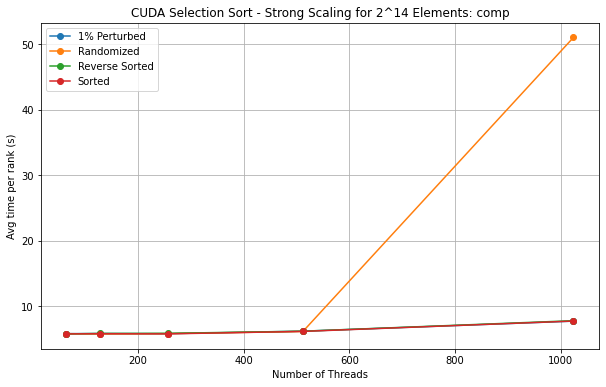 CUDA Selection Sort - Strong Scaling for 2^14 Elements: comp
1% Perturbed
Randomized
Reverse Sorted
Sorted
Avg time per rank (s)
50
40
30
20
10
200
400
600
800
1000
Number of Threads